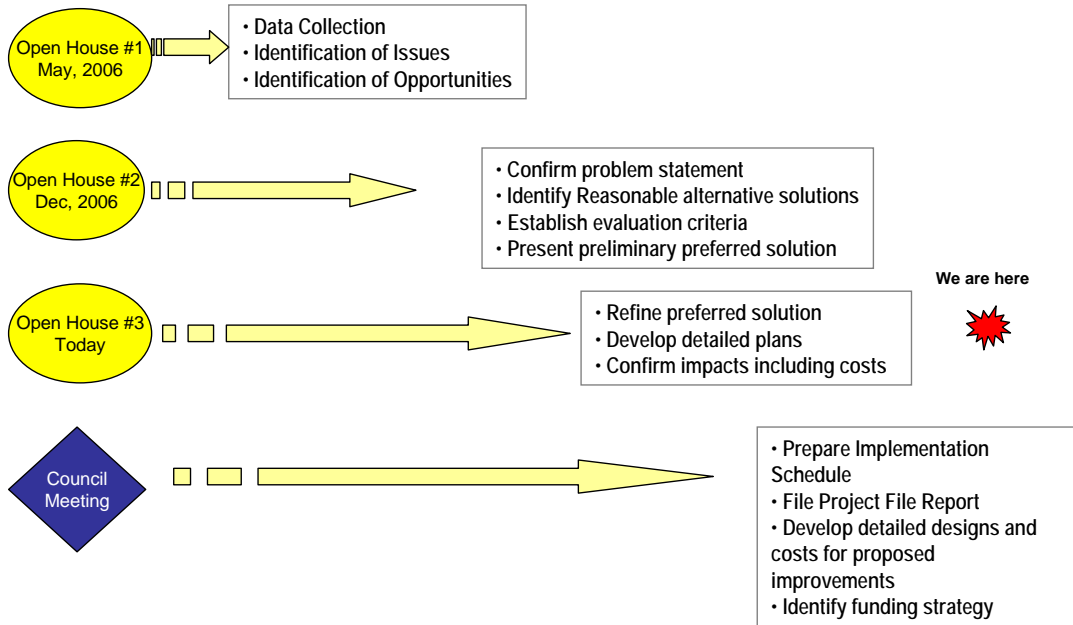 Open House #1
May, 2006
• Data Collection
• Identification of Issues
• Identification of Opportunities
Open House #2
Dec, 2006
• Confirm problem statement
• Identify Reasonable alternative solutions
• Establish evaluation criteria
• Present preliminary preferred solution
Open House #3
Today
• Refine preferred solution
• Develop detailed plans
• Confirm impacts including costs
We are here
Council
Meeting
• Prepare Implementation
Schedule
• File Project File Report
• Develop detailed designs and
costs for proposed
improvements
• Identify funding strategy